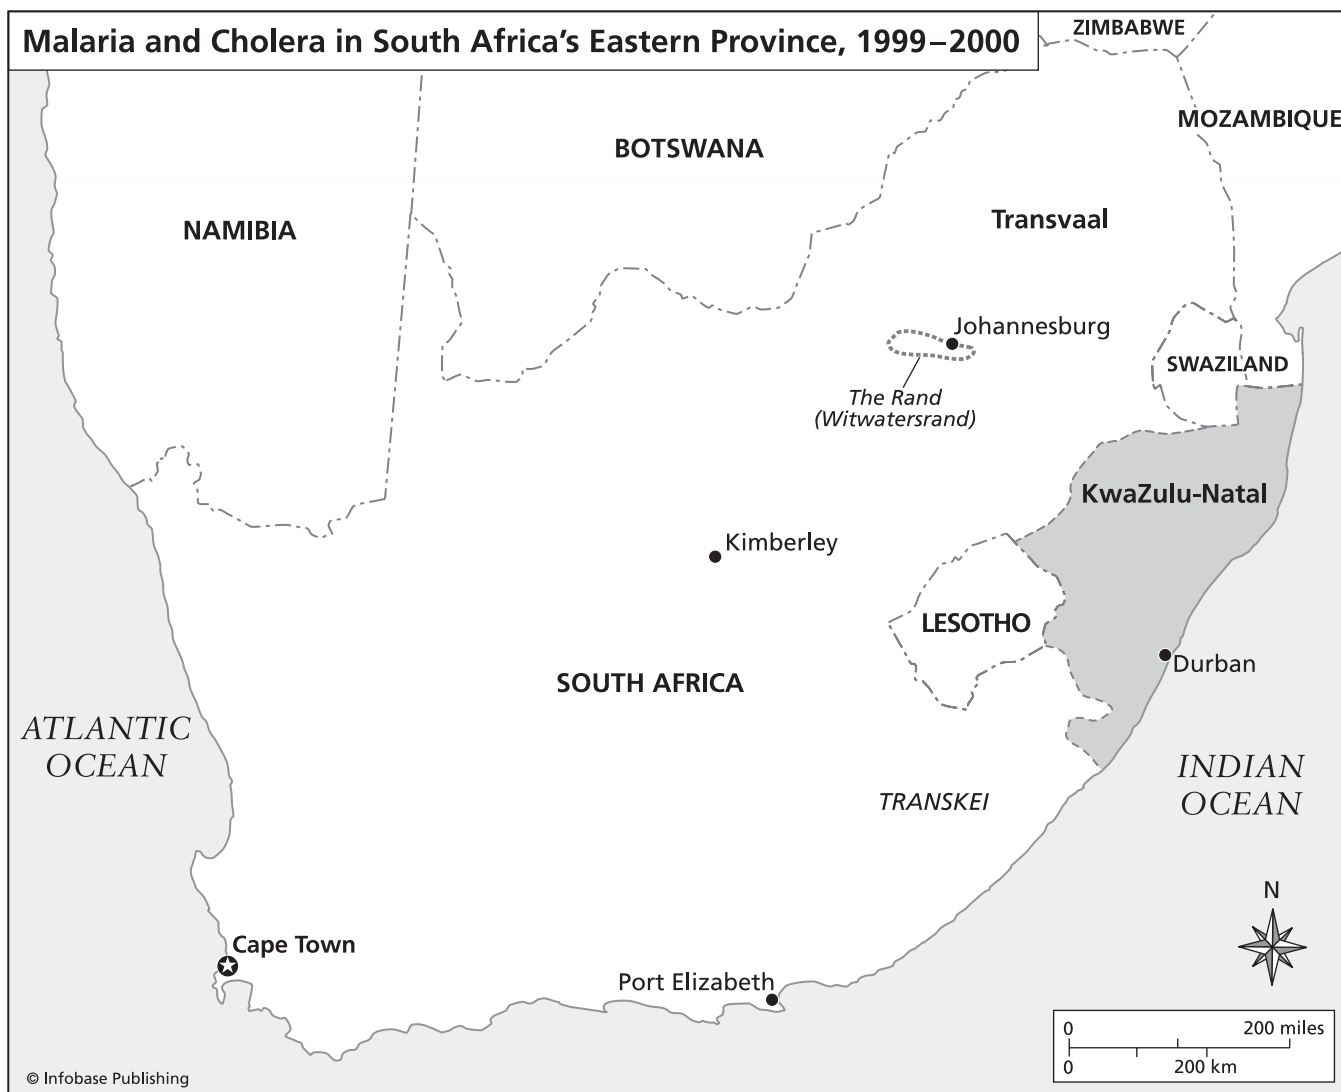 Malaria and Cholera in South Africa's Eastern Province, 1999–2000
ZIMBABWE
MOZAMBIQUE
BOTSWANA
NAMIBIA
Transvaal
Johannesburg
The Rand
(Witwatersrand)
SWAZILAND
KwaZulu-Natal
Kimberley
LESOTHO
Durban
SOUTH AFRICA
ATLANTIC
OCEAN
INDIAN
OCEAN
TRANSKEI
N
Cape Town
Port Elizabeth
0 200 miles
0 200 km
© Infobase Publishing